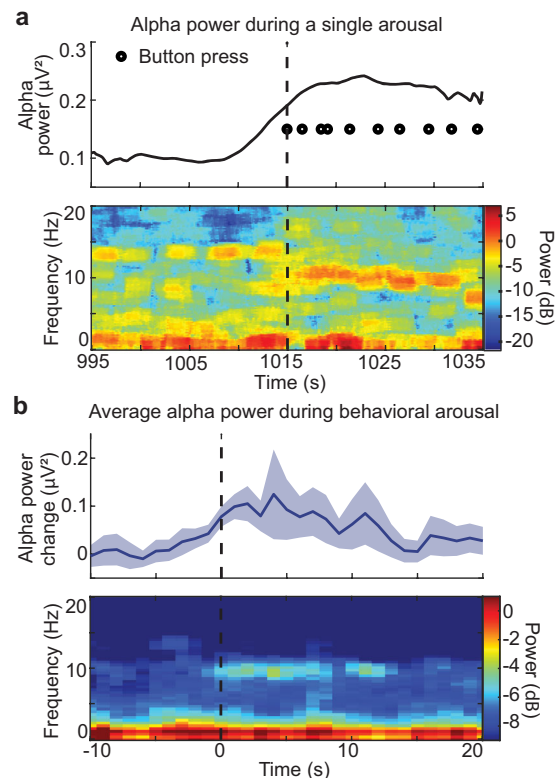 a
Alpha power during a single arousal
Alpha
power (µV²)
0.3
0.2
0.1
Button press
Frequency (Hz)
20
10
0
5
0
-5
-10
-15
-20
Power (dB)
995
1005
1015
1025
1035
Time (s)
b
Average alpha power during behavioral arousal
Alpha power
change (µV²)
0.2
0.1
0
Frequency (Hz)
20
10
0
0
-2
-4
-6
-8
Power (dB)
-10
0
10
20
Time (s)